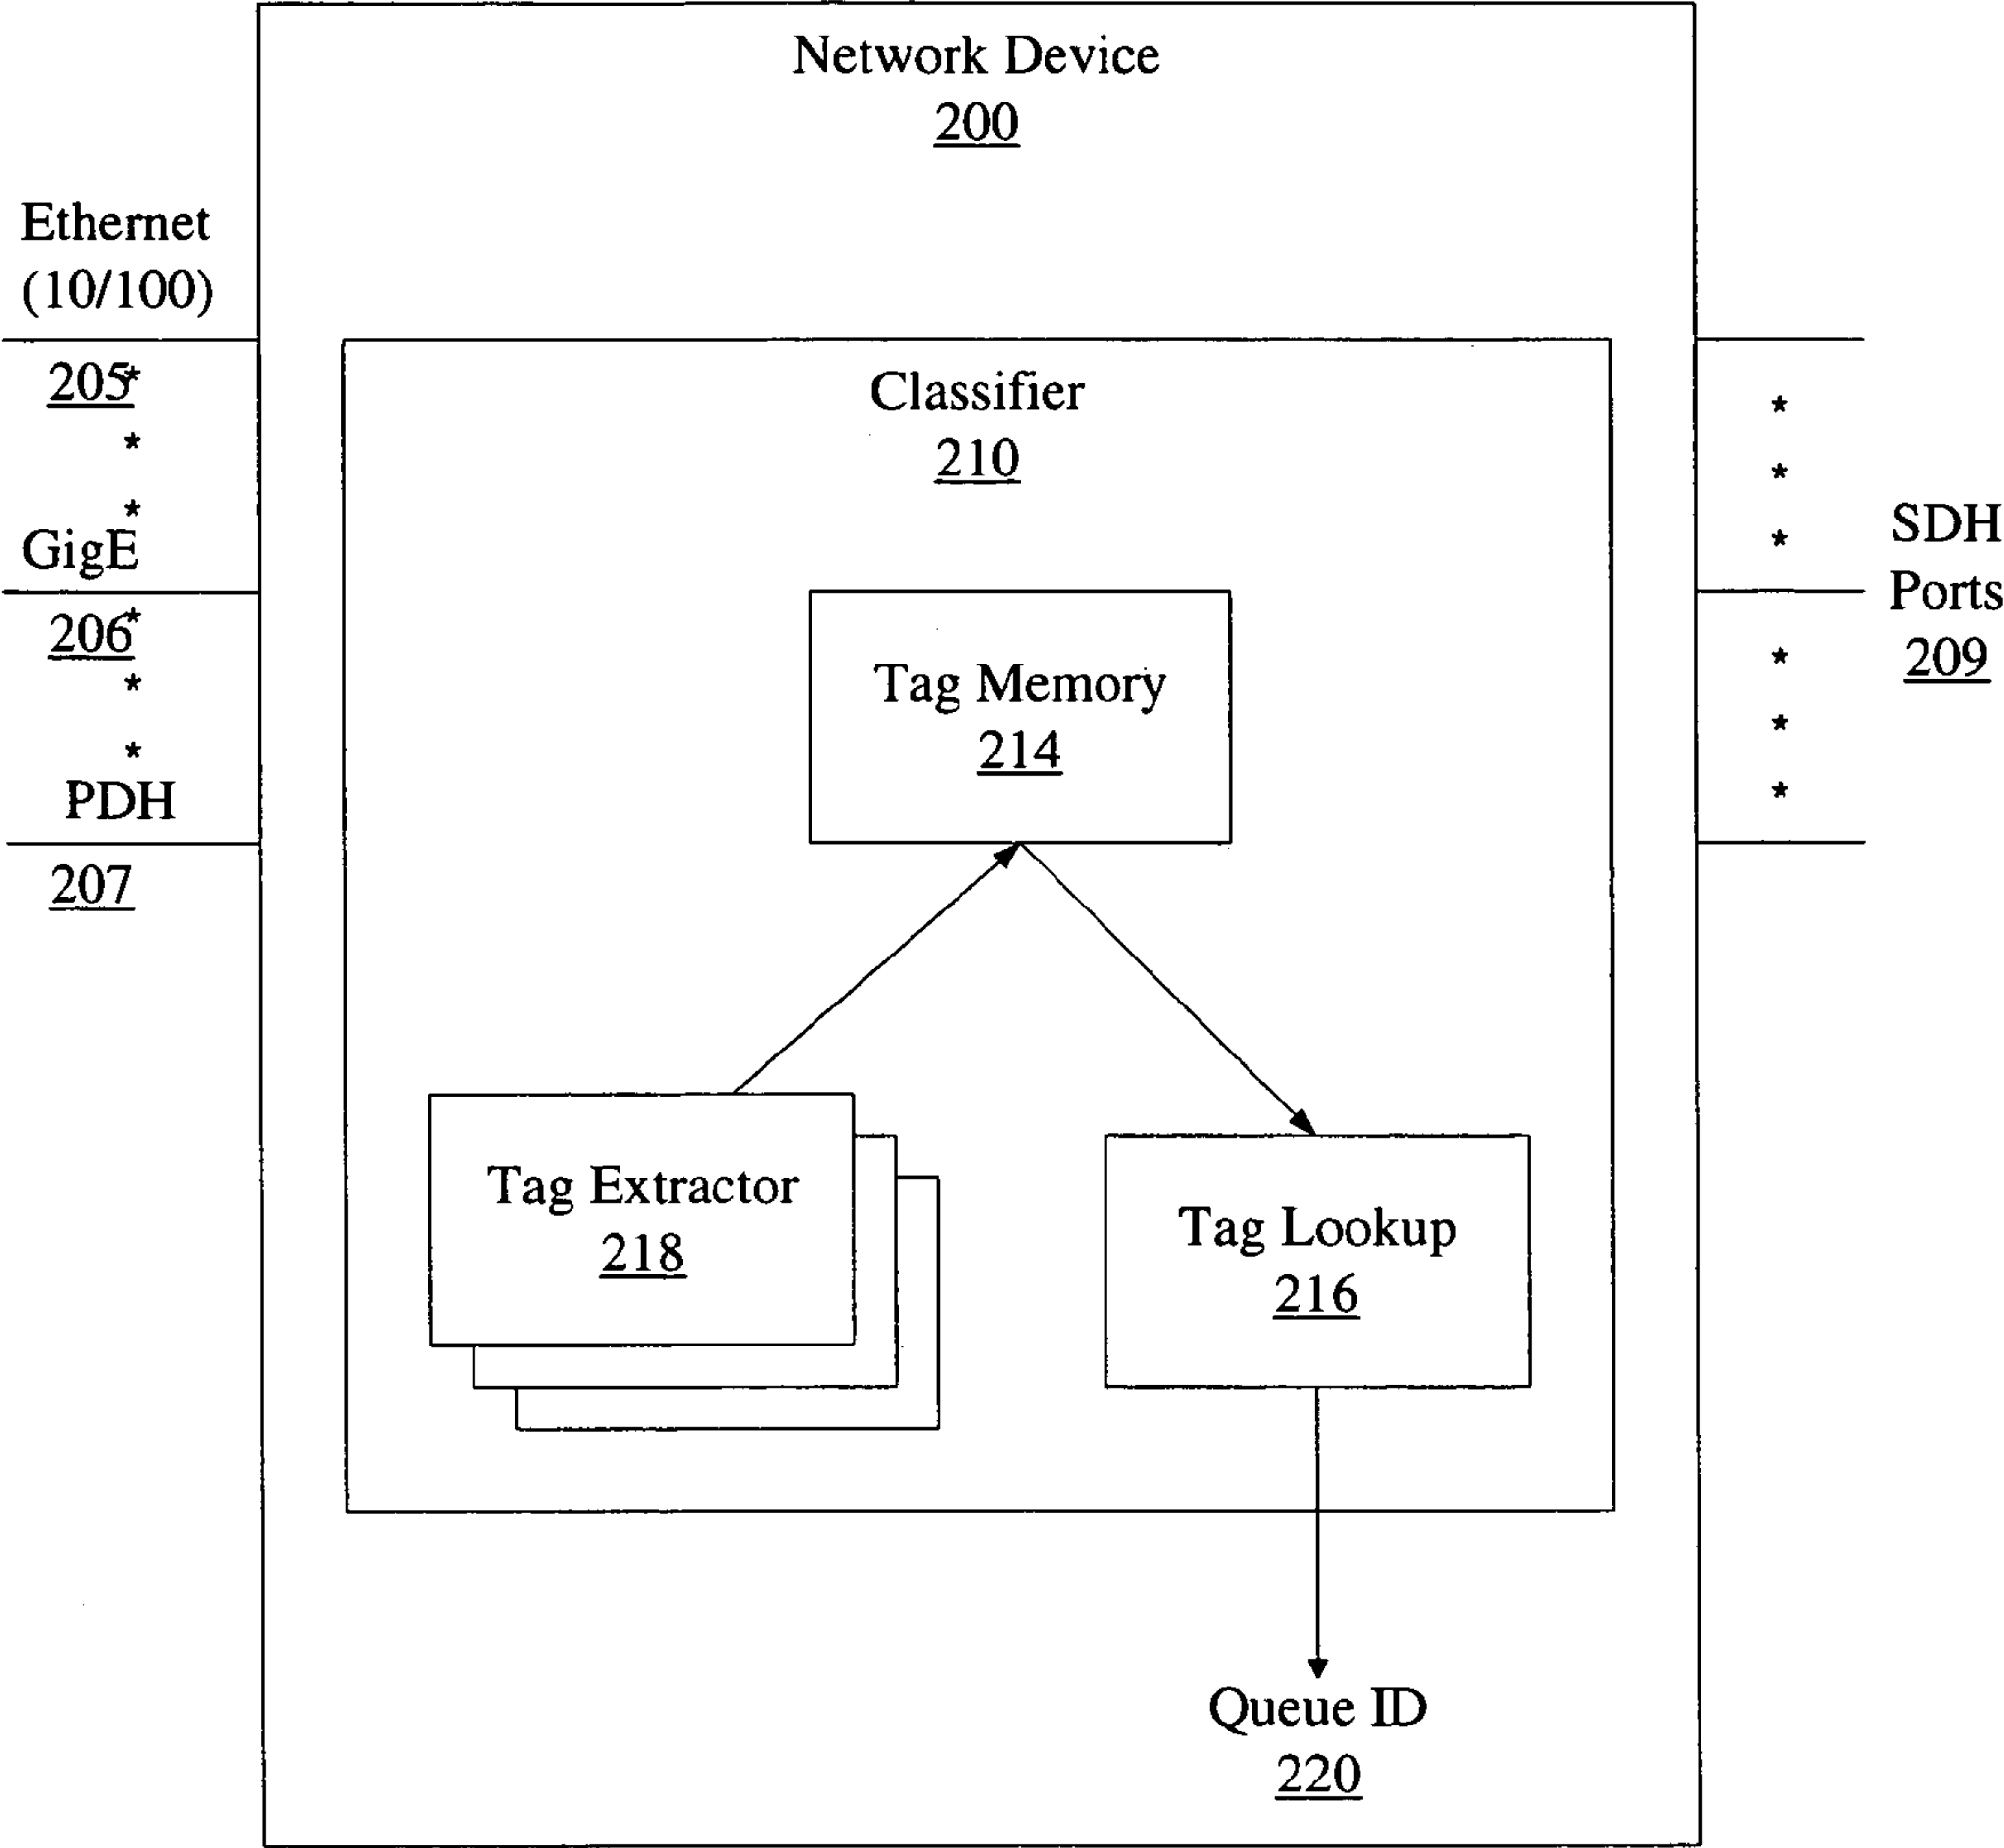 Network Device
200
Ethernet
(10/100)
205
*
*
*
GigE
206
*
*
*
PDH
207
Classifier
210
Tag Memory
214
Tag Extractor
218
Tag Lookup
216
Queue ID
220
*
*
*
*
*
*
SDH
Ports
209